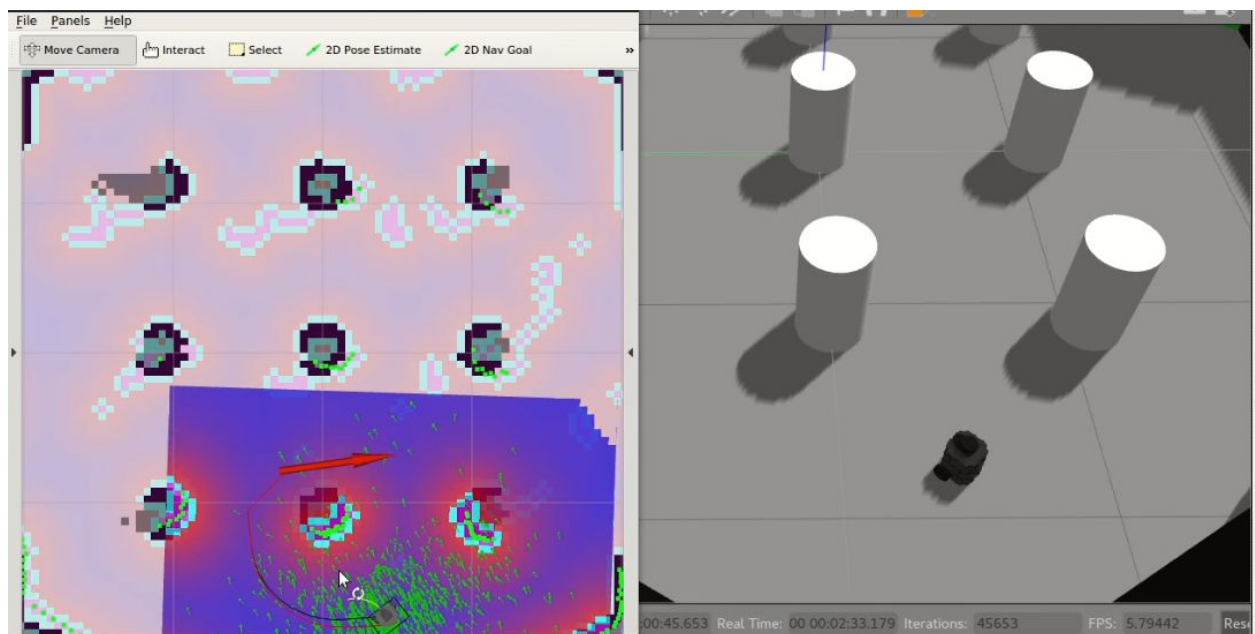 File Panels Help
Move Camera Interact Select 2D Pose Estimate 2D Nav Goal »
:00:45.653 Real Time: 00 00:02:33.179 Iterations: 45653 FPS: 5.79442 Rese